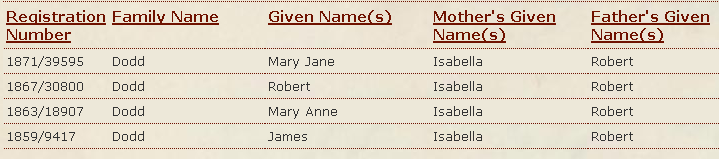 Registration Number Family Name Given Name(s) Mother's Given Name(s) Father's Given Name(s)
1871/39595 Dodd Mary Jane Isabella Robert
1867/30800 Dodd Robert Isabella Robert
1863/18907 Dodd Mary Anne Isabella Robert
1859/9417 Dodd James Isabella Robert